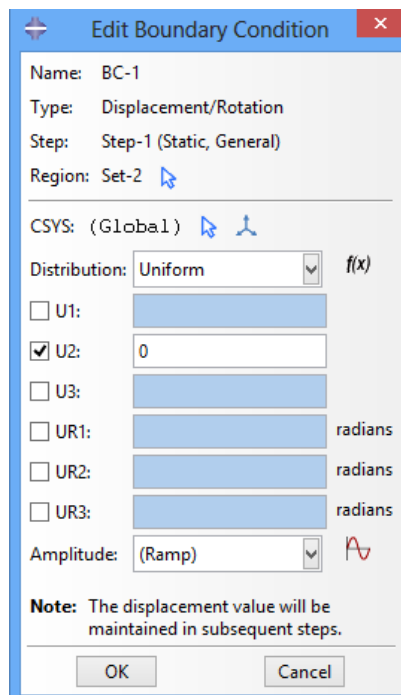 Edit Boundary Condition
Name: BC-1
Type: Displacement/Rotation
Step: Step-1 (Static, General)
Region: Set-2
CSYS: (Global)
Distribution: Uniform f(x)
U1:
U2: 0
U3:
UR1: radians
UR2: radians
UR3: radians
Amplitude: (Ramp)
Note: The displacement value will be
maintained in subsequent steps.
OK Cancel